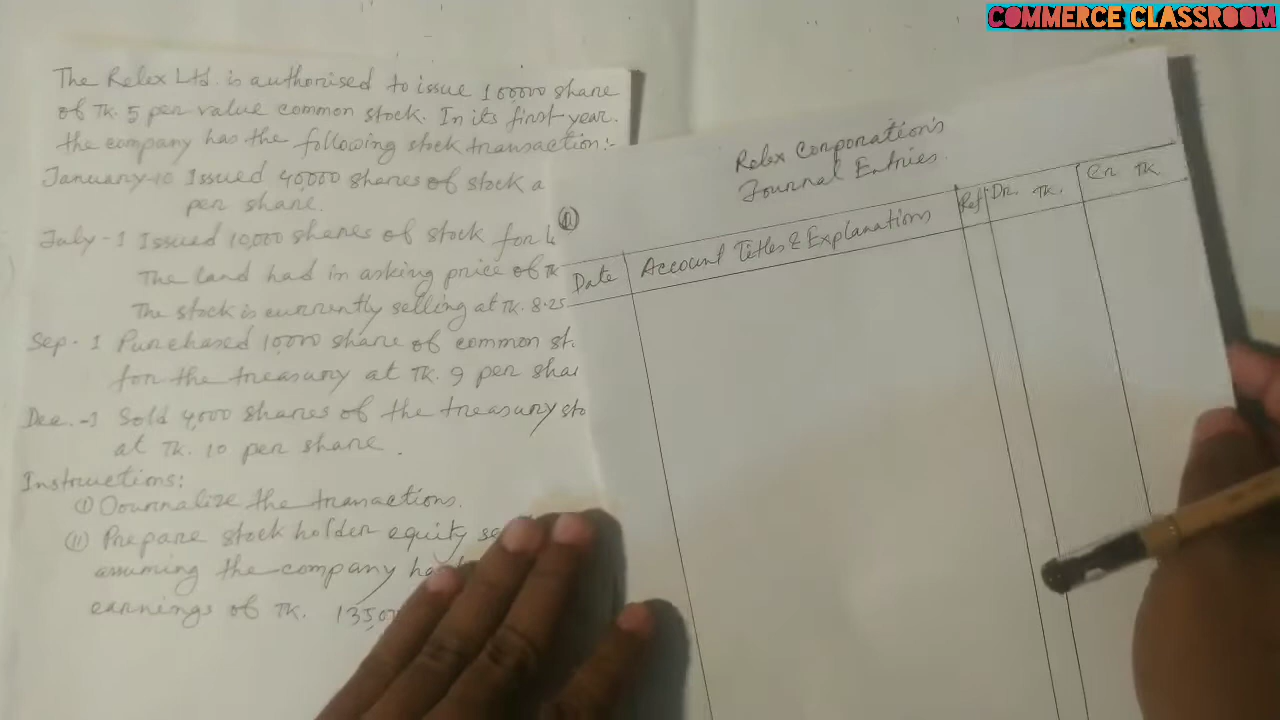 COMMERCE CLASSROOM
The Relex Ltd. is authorised to issue 100000 share
of Tk. 5 per value common stock. In its first year.
the company has the following stock transaction:-
January-10 Issued 40,000 shares of stock a
per share.
July-1 Issued 10,000 shares of stock for
The land had in asking price of Tk
The stock is currently selling at Tk. 8.25
Sep-1 Purchased 10,000 share of common st
for the treasury at Tk. 9 per shar
Dec.-1 Sold 4,000 shares of the treasury sto
at Tk. 10 per share.
Instructions:
(i) Journalize the transactions.
(ii) Prepare stock holder equity se
assuming the company ha
earnings of Tk. 135,00
Relex Corporation's
Journal Entries.
Date Account Titles & Explanations Ref Dr. Tk. Cr Tk